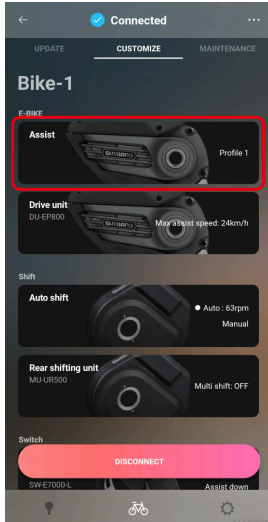 Connected
UPDATE CUSTOMIZE MAINTENANCE
Bike-1
E-BIKE
Assist
SHIMANO
Profile 1
Drive unit
DU-EP800
SHIMANO
Max assist speed: 24km/h
Shift
Auto shift
Auto : 63rpm
Manual
Rear shifting unit
MU-UR500
Multi shift: OFF
Switch
DISCONNECT
SW-E7000-L
Assist down